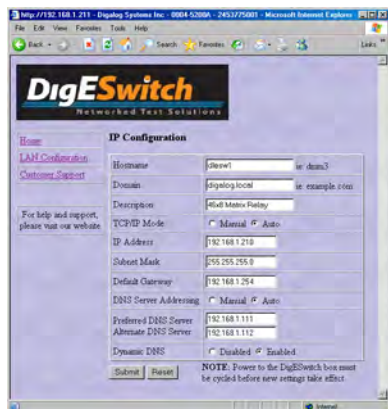 http://192.168.1.211 - Digalog Systems Inc. - 0004-5200A - 2453775001 - Microsoft Internet Explorer
File Edit View Favorites Tools Help
Back Search Favorites
Links
DigESwitch
Networked Test Solutions
Home
LAN Configuration
Customer Support
For help and support, please visit our website
IP Configuration
Hostname digesw1 ie: dmm3
Domain digalog.local ie: example.com
Description 46x8 Matrix Relay
TCP/IP Mode Manual Auto
IP Address 192.168.1.210
Subnet Mask 255.255.255.0
Default Gateway 192.168.1.254
DNS Server Addressing Manual Auto
Preferred DNS Server 192.168.1.111
Alternate DNS Server 192.168.1.112
Dynamic DNS Disabled Enabled
Submit Reset
NOTE: Power to the DigESwitch box must
be cycled before new settings take effect.
Internet